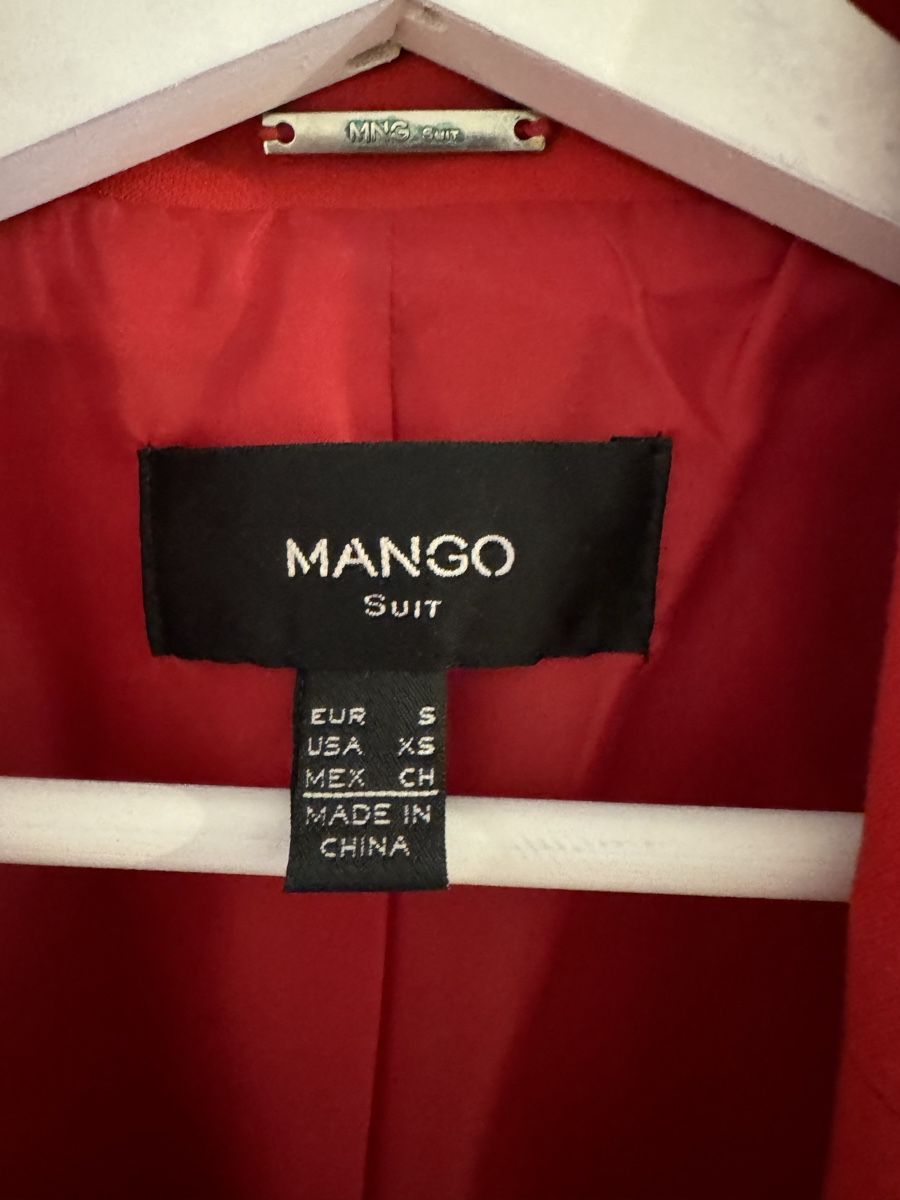 MNG SUIT
MANGO
SUIT
EUR S
USA XS
MEX CH
MADE IN
CHINA